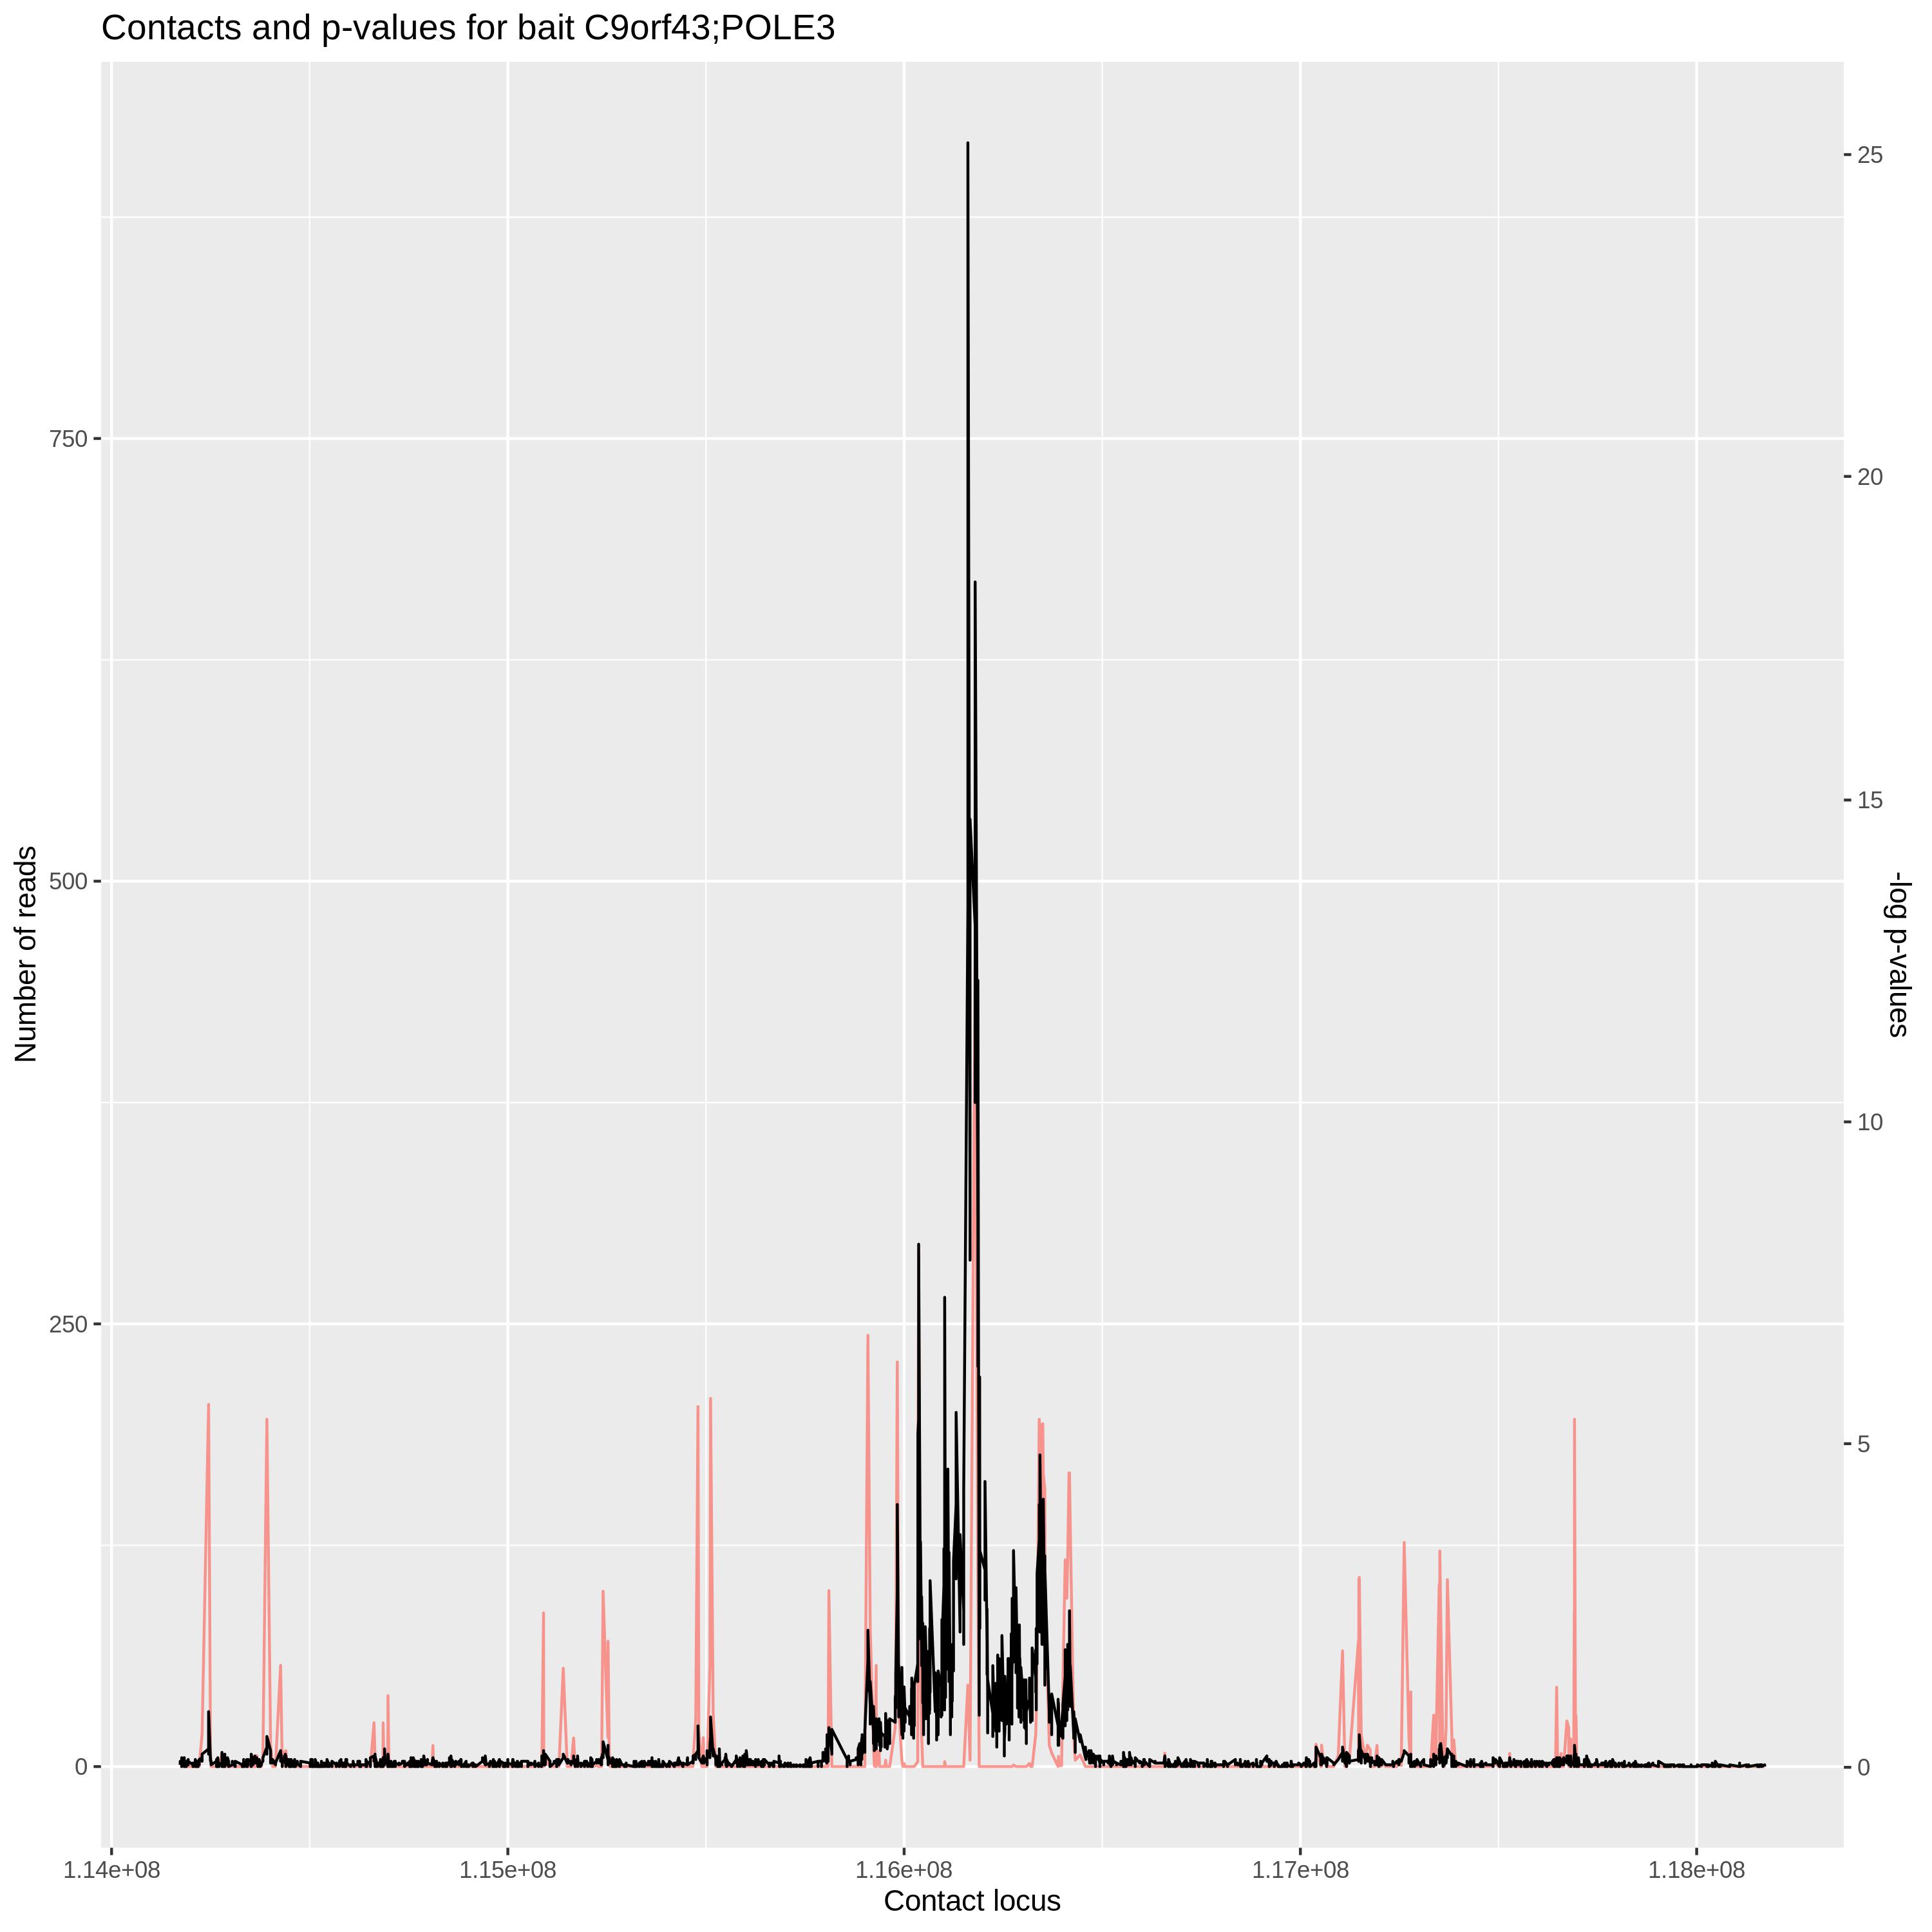 Contacts and p-values for bait C9orf43;POLE3
Number of reads
750
500
250
0
25
20
15
10
5
0
-log p-values
1.14e+08
1.15e+08
1.16e+08
1.17e+08
1.18e+08
Contact locus